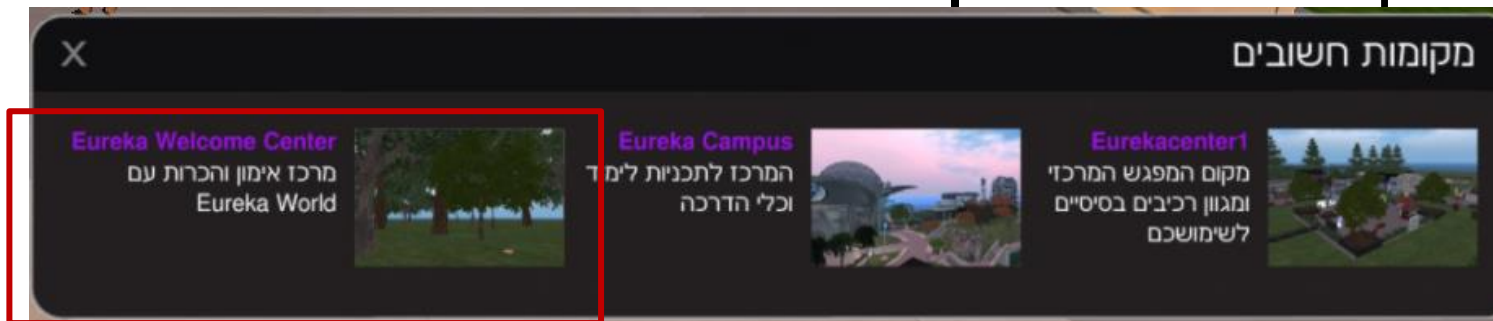 מקומות חשובים
X
Eurekacenter1
מקום המפגש המרכזי
ומגוון רכיבים בסיסיים
לשימושכם
Eureka Campus
המרכז לתכניות לימוד
וכלי הדרכה
Eureka Welcome Center
מרכז אימון והכרות עם
Eureka World